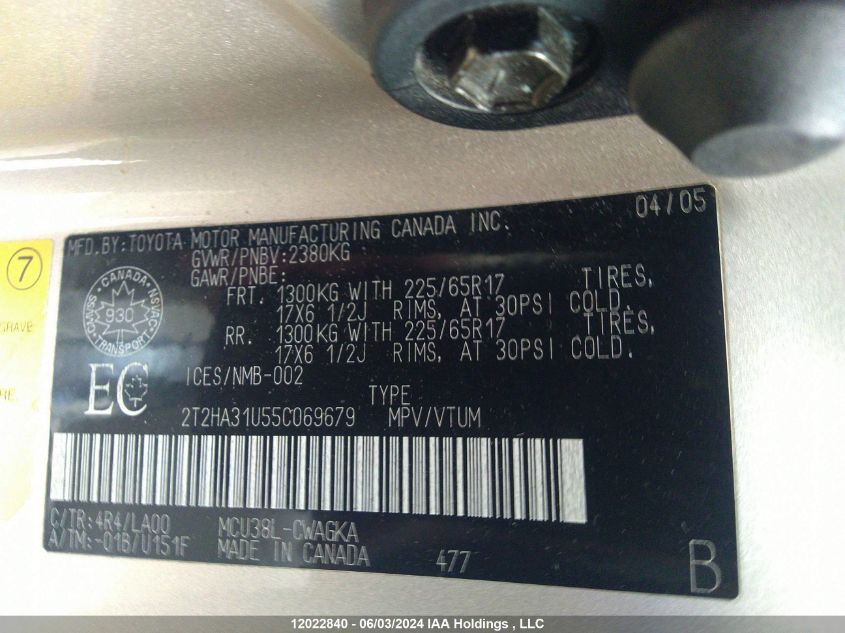 04/05
MFD.BY:TOYOTA MOTOR MANUFACTURING CANADA INC.
GVWR/PNBV:2380KG
GAWR/PNBE:
FRT. 1300KG WITH 225/65R17 TIRES,
17X6 1/2J RIMS, AT 30PSI COLD.
RR. 1300KG WITH 225/65R17 TIRES,
17X6 1/2J RIMS, AT 30PSI COLD.
CANADA
930
TRANSPORT
7
GRAVE
RE
EC
ICES/NMB-002
TYPE
2T2HA31U55C069679 MPV/VTUM
C/TR:4R4/LA00 MCU38L-CWAGKA
A/TM:-01B/U151F MADE IN CANADA 477
B
12022840 - 06/03/2024 IAA Holdings , LLC